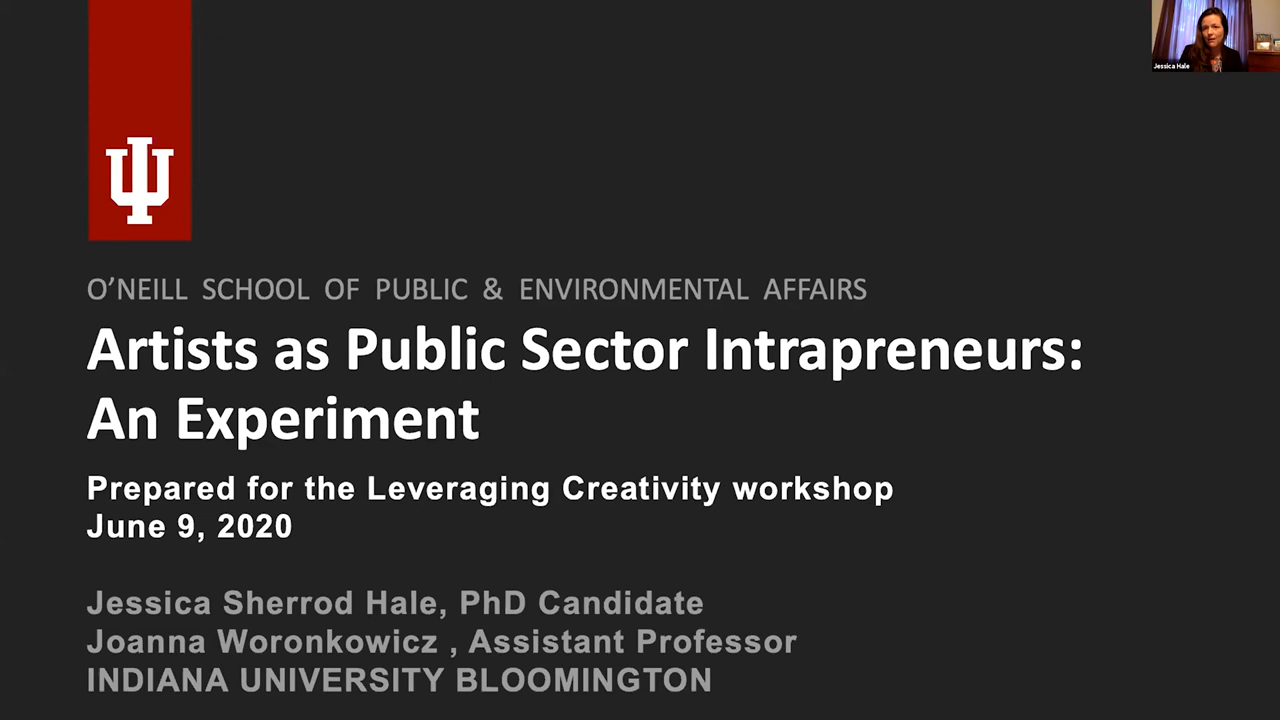 Jessica Hale
O’NEILL SCHOOL OF PUBLIC & ENVIRONMENTAL AFFAIRS
Artists as Public Sector Intrapreneurs:
An Experiment
Prepared for the Leveraging Creativity workshop
June 9, 2020
Jessica Sherrod Hale, PhD Candidate
Joanna Woronkowicz , Assistant Professor
INDIANA UNIVERSITY BLOOMINGTON